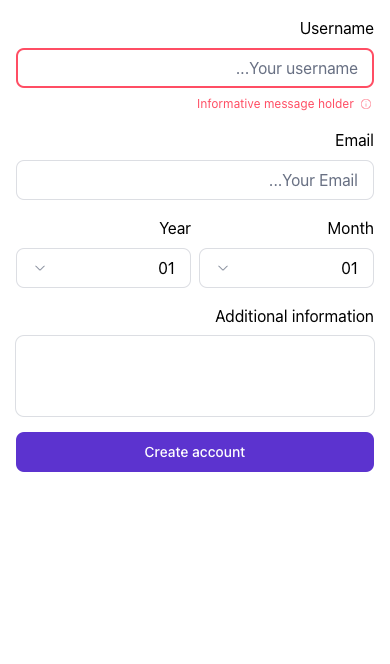 Username
...Your username
Informative message holder
Email
...Your Email
Year Month
01 01
Additional information
Create account